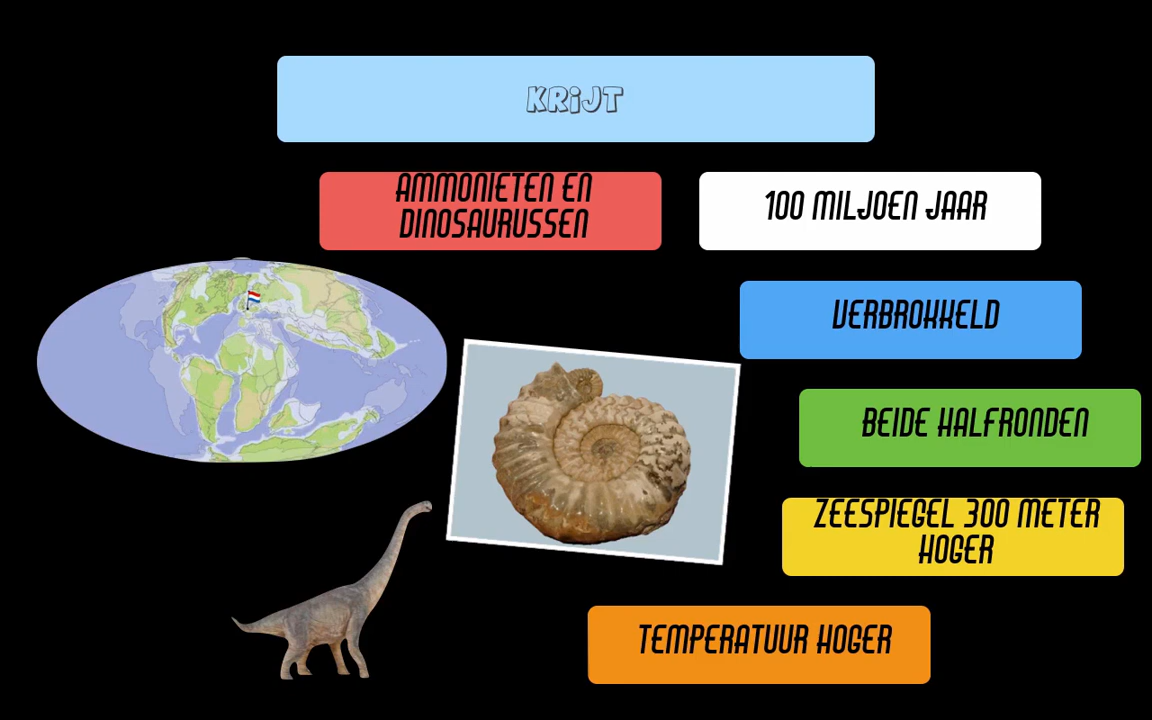 KRIJT
AMMONIETEN EN
DINOSAURUSSEN
100 MILJOEN JAAR
VERBROKKELD
BEIDE HALFRONDEN
ZEESPIEGEL 300 METER
HOGER
TEMPERATUUR HOGER